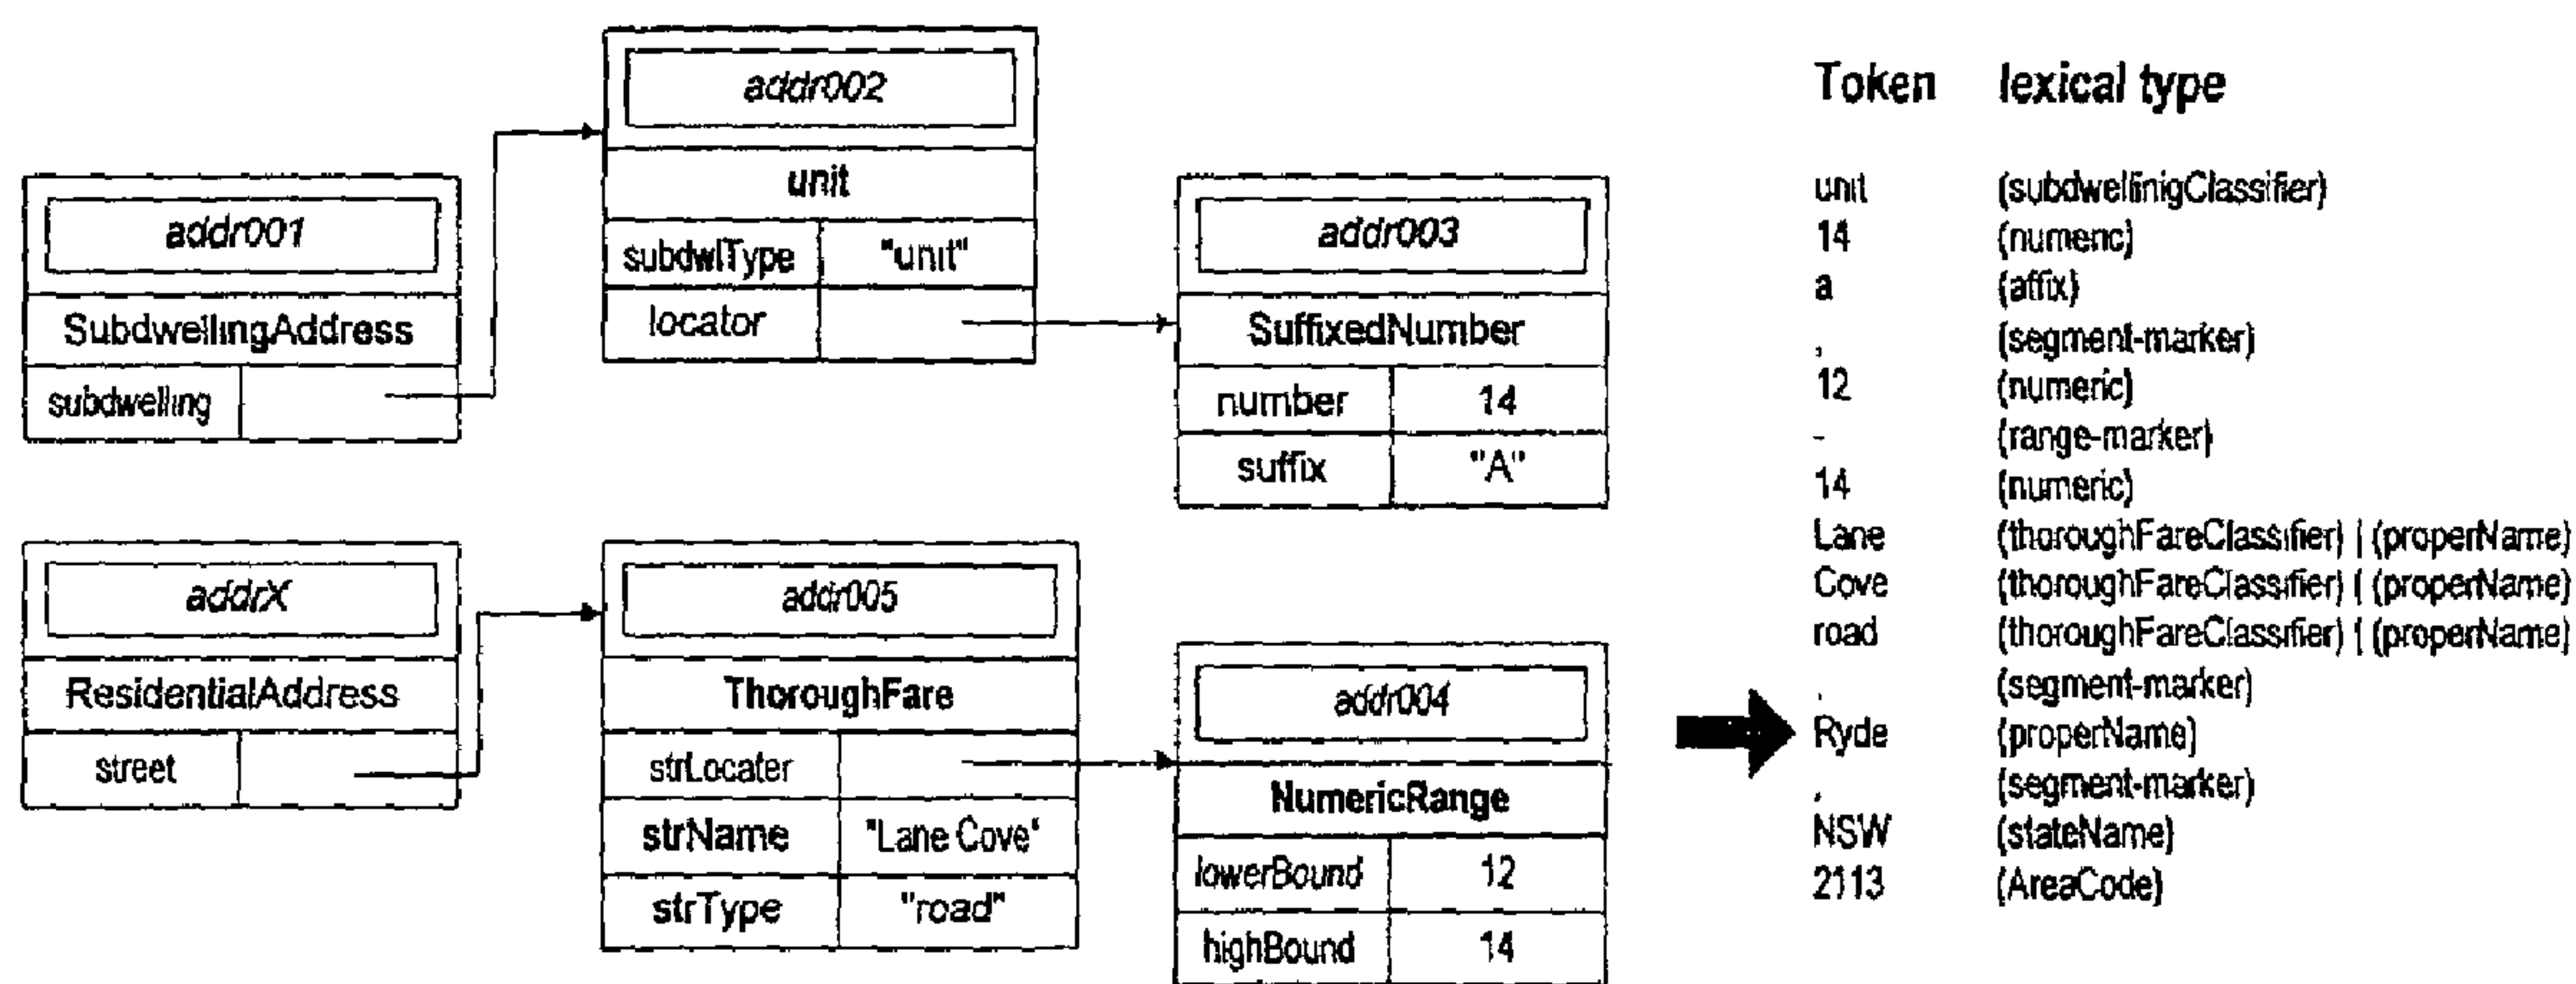 addr001
SubdwellingAddress
subdwelling
addr002
unit
subdwlType "unit"
locator
addr003
SuffixedNumber
number 14
suffix "A"
addrX
ResidentialAddress
street
addr005
ThoroughFare
strLocater
strName "Lane Cove"
strType "road"
addr004
NumericRange
lowerBound 12
highBound 14
Token lexical type
unit (subdwellinigClassifier)
14 (numeric)
a (affix)
, (segment-marker)
12 (numeric)
- (range-marker)
14 (numeric)
Lane (thoroughFareClassifier) | (properName)
Cove (thoroughFareClassifier) | (properName)
road (thoroughFareClassifier) | (properName)
, (segment-marker)
Ryde (properName)
, (segment-marker)
NSW (stateName)
2113 (AreaCode)